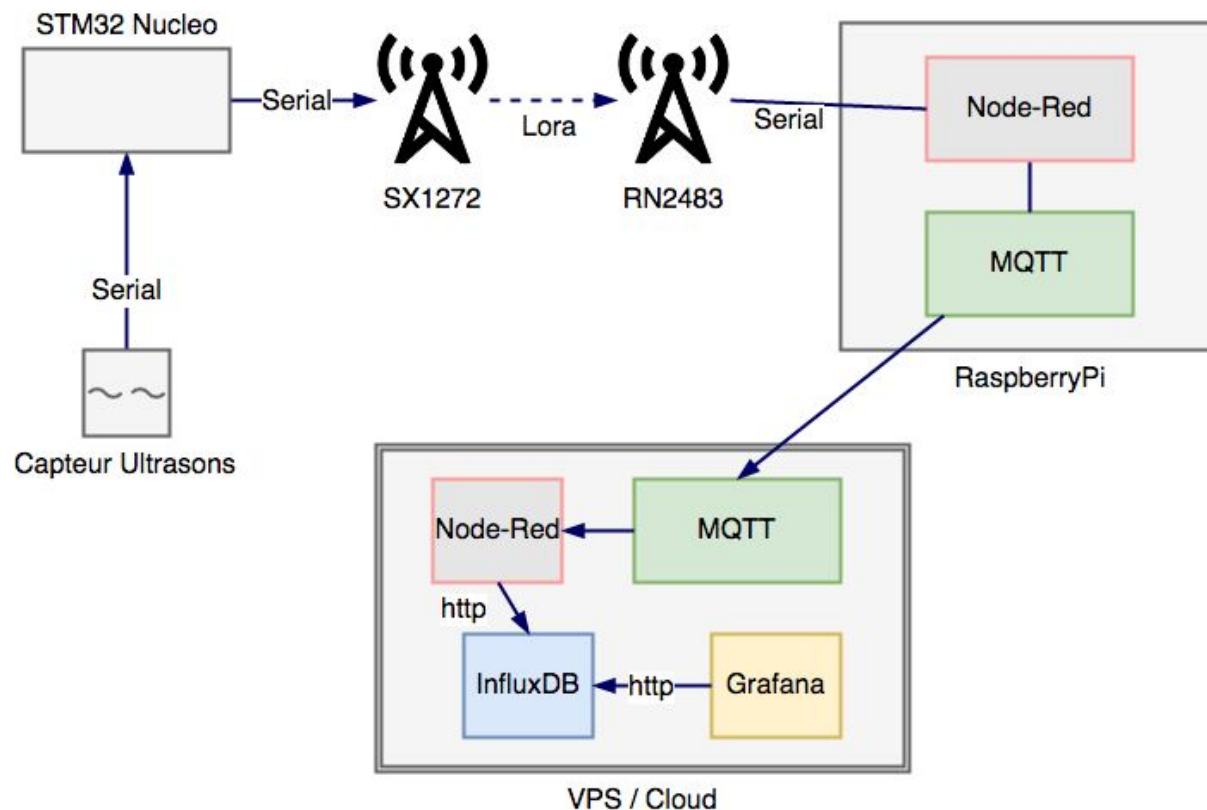 STM32 Nucleo
Serial
Lora
Serial
Node-Red
SX1272
RN2483
MQTT
Serial
RaspberryPi
Capteur Ultrasons
Node-Red
MQTT
http
InfluxDB
http
Grafana
VPS / Cloud